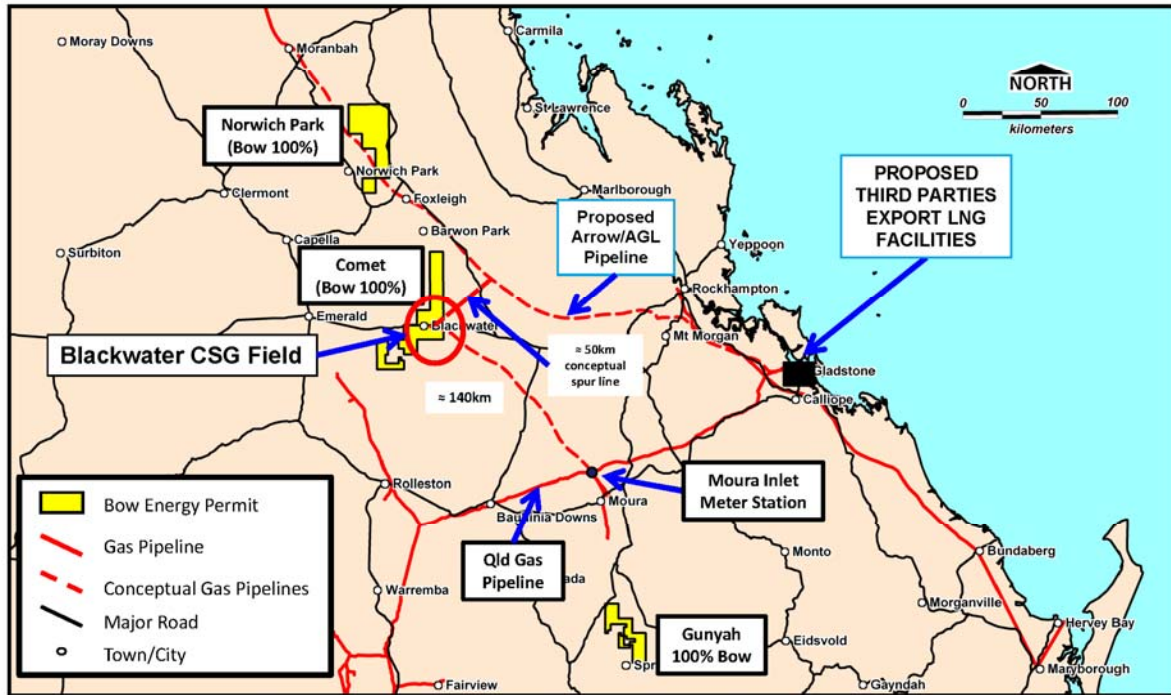 Moray Downs
Moranbah
Carmila
NORTH
0 50 100
kilometers
Norwich Park
(Bow 100%)
St Lawrence
Norwich Park
Clermont
Foxleigh
Marlborough
PROPOSED
THIRD PARTIES
EXPORT LNG
FACILITIES
Proposed
Arrow/AGL
Pipeline
Barwon Park
Capella
Surbiton
Yeppoon
Comet
(Bow 100%)
Rockhampton
Emerald
Blackwater
Mt Morgan
Blackwater CSG Field
≈ 50km
conceptual
spur line
Gladstone
≈ 140km
Calliope
Rolleston
Moura Inlet
Meter Station
Moura
Bauhinia Downs
Bow Energy Permit
Gas Pipeline
Conceptual Gas Pipelines
Major Road
Town/City
Qld Gas
Pipeline
Monto
Bundaberg
Warremba
Morganville
Hervey Bay
Gunyah
100% Bow
Eidsvold
Maryborough
Fairview
Gayndah